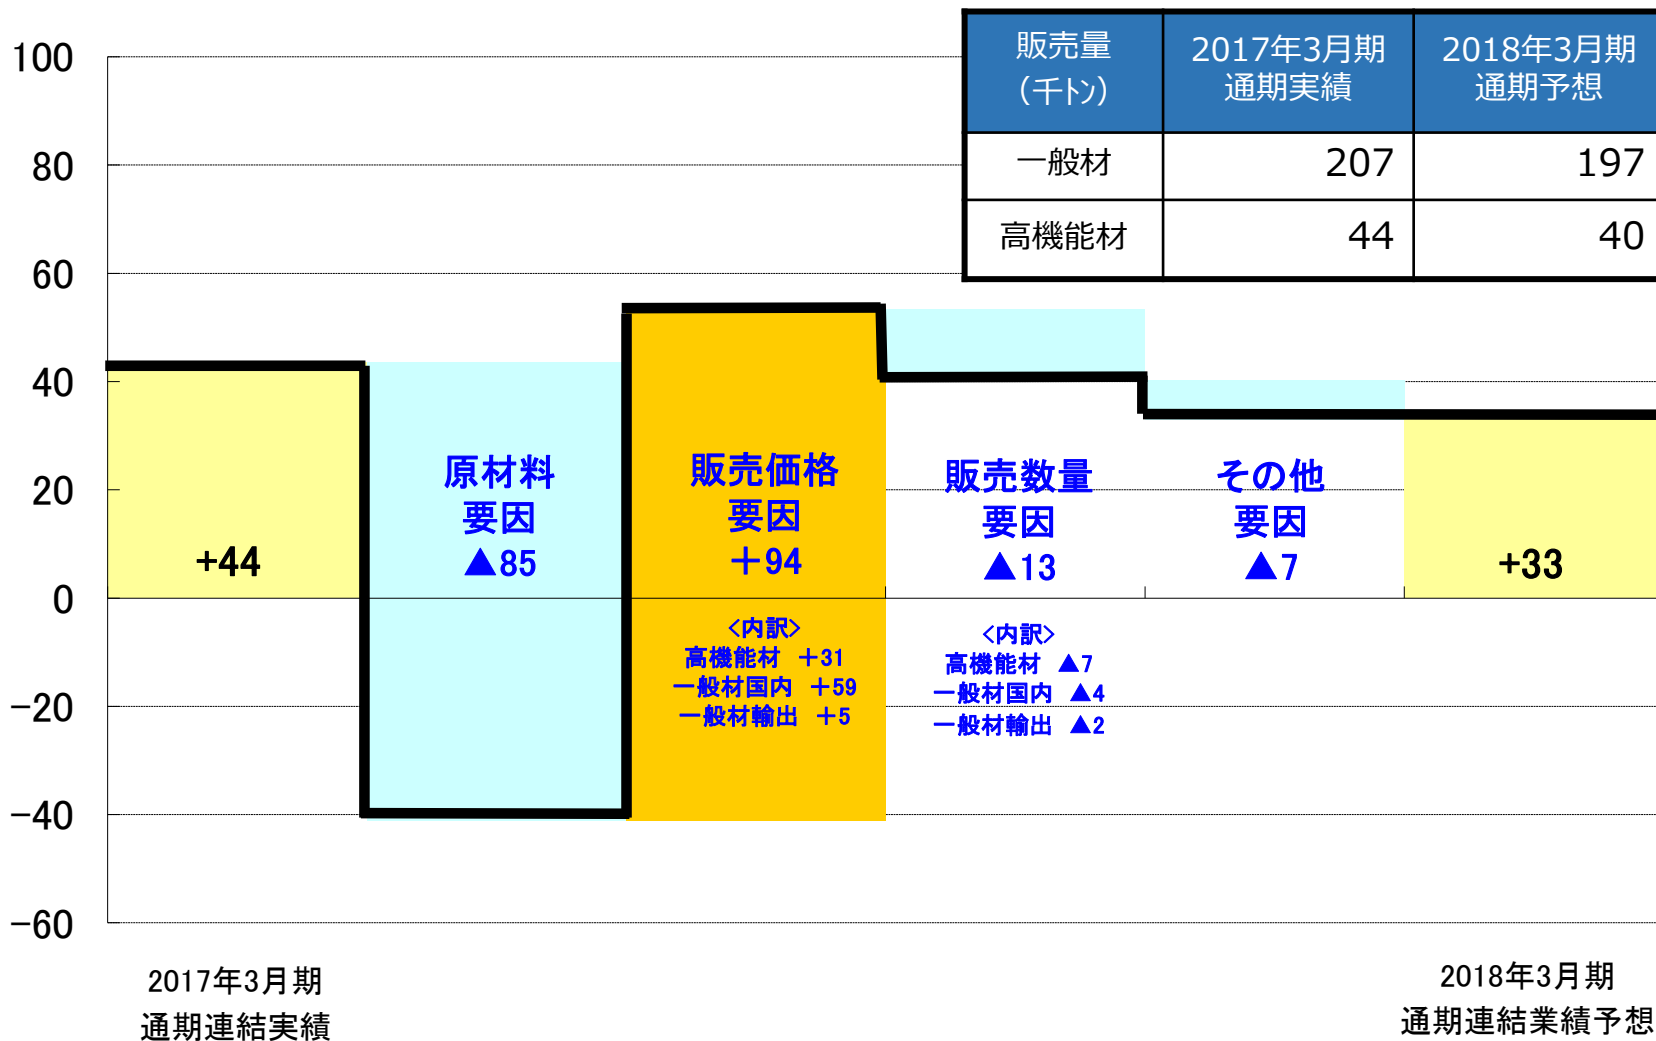 販売量
（千トン）
2017年3月期
通期実績
2018年3月期
通期予想
一般材
207
197
高機能材
44
40
100
80
60
40
20
0
−20
−40
−60
+44
原材料
要因
▲85
販売価格
要因
＋94
<内訳>
高機能材 ＋31
一般材国内 ＋59
一般材輸出 ＋5
販売数量
要因
▲13
<内訳>
高機能材 ▲7
一般材国内 ▲4
一般材輸出 ▲2
その他
要因
▲7
+33
2017年3月期
通期連結実績
2018年3月期
通期連結業績予想